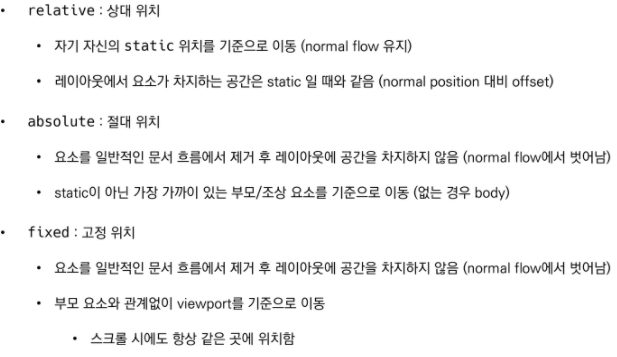 • relative : 상대 위치
• 자기 자신의 static 위치를 기준으로 이동 (normal flow 유지)
• 레이아웃에서 요소가 차지하는 공간은 static 일 때와 같음 (normal position 대비 offset)
• absolute : 절대 위치
• 요소를 일반적인 문서 흐름에서 제거 후 레이아웃에 공간을 차지하지 않음 (normal flow에서 벗어남)
• static이 아닌 가장 가까이 있는 부모/조상 요소를 기준으로 이동 (없는 경우 body)
• fixed : 고정 위치
• 요소를 일반적인 문서 흐름에서 제거 후 레이아웃에 공간을 차지하지 않음 (normal flow에서 벗어남)
• 부모 요소와 관계없이 viewport를 기준으로 이동
• 스크롤 시에도 항상 같은 곳에 위치함